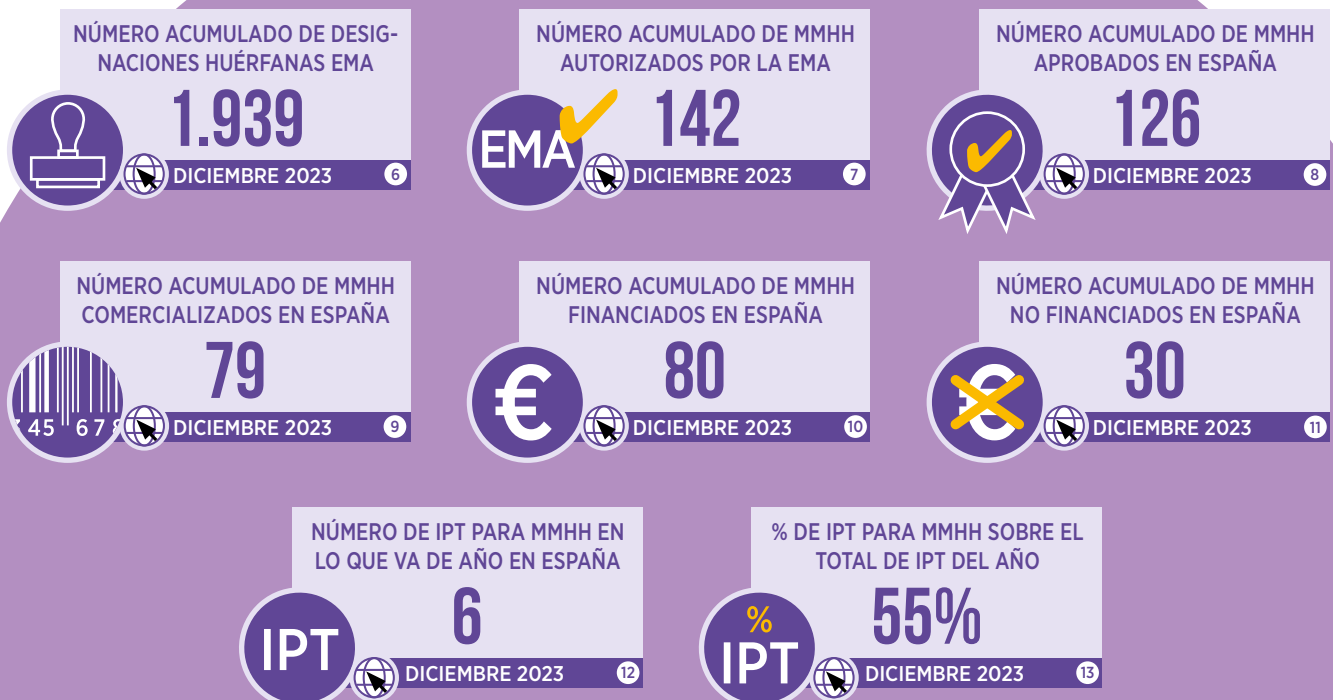 NÚMERO ACUMULADO DE DESIG-
NACIONES HUÉRFANAS EMA
1.939
DICIEMBRE 2023 6
NÚMERO ACUMULADO DE MMHH
AUTORIZADOS POR LA EMA
EMA
142
DICIEMBRE 2023 7
NÚMERO ACUMULADO DE MMHH
APROBADOS EN ESPAÑA
126
DICIEMBRE 2023 8
NÚMERO ACUMULADO DE MMHH
COMERCIALIZADOS EN ESPAÑA
79
45 678
DICIEMBRE 2023 9
NÚMERO ACUMULADO DE MMHH
FINANCIADOS EN ESPAÑA
€
80
DICIEMBRE 2023 10
NÚMERO ACUMULADO DE MMHH
NO FINANCIADOS EN ESPAÑA
€
30
DICIEMBRE 2023 11
NÚMERO DE IPT PARA MMHH EN
LO QUE VA DE AÑO EN ESPAÑA
6
IPT
DICIEMBRE 2023 12
% DE IPT PARA MMHH SOBRE EL
TOTAL DE IPT DEL AÑO
55%
%
IPT
DICIEMBRE 2023 13